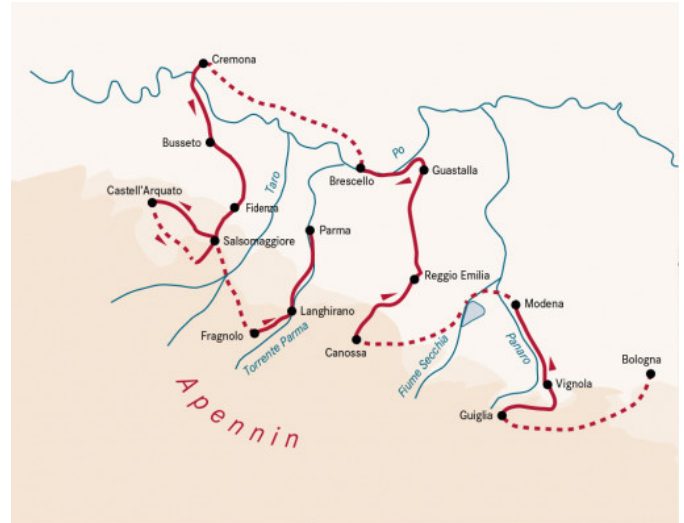 Cremona
Busseto
Po
Brescello
Guastalla
Taro
Castell'Arquato
Fidenza
Salsomaggiore
Parma
Reggio Emilia
Langhirano
Modena
Fragnolo
Torrente Parma
Canossa
Fiume Secchia
Panaro
Bologna
Vignola
Guiglia
Apennin